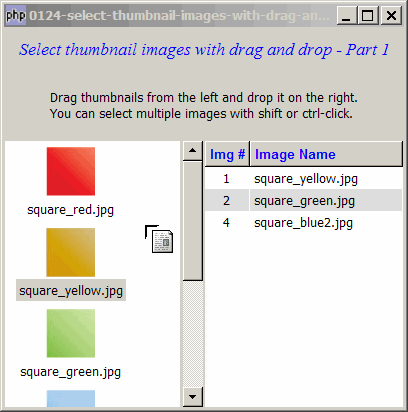 php 0124-select-thumbnail-images-with-drag-an...
Select thumbnail images with drag and drop - Part 1
Drag thumbnails from the left and drop it on the right.
You can select multiple images with shift or ctrl-click.
square_red.jpg
square_yellow.jpg
square_green.jpg
Img # Image Name
1 square_yellow.jpg
2 square_green.jpg
4 square_blue2.jpg